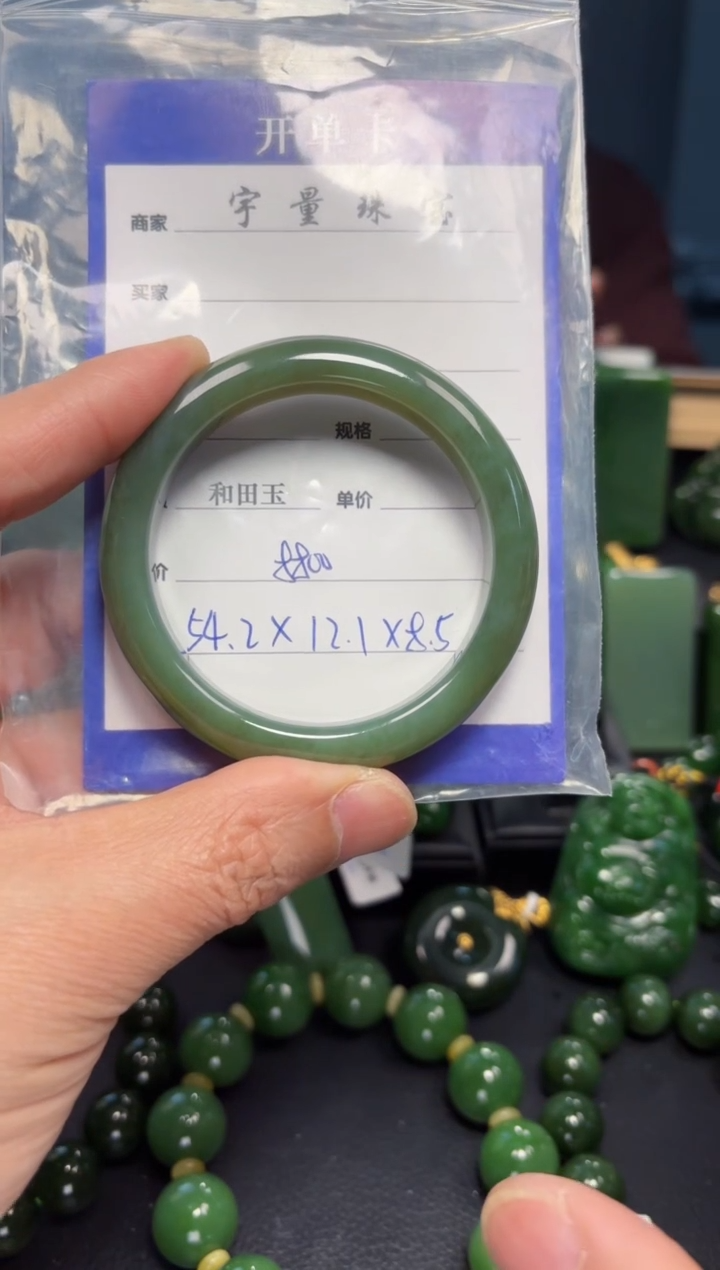 开单卡
商家 宇量珠宝
买家
规格
和田玉 单价
价 8800
54.2×12.1×8.5